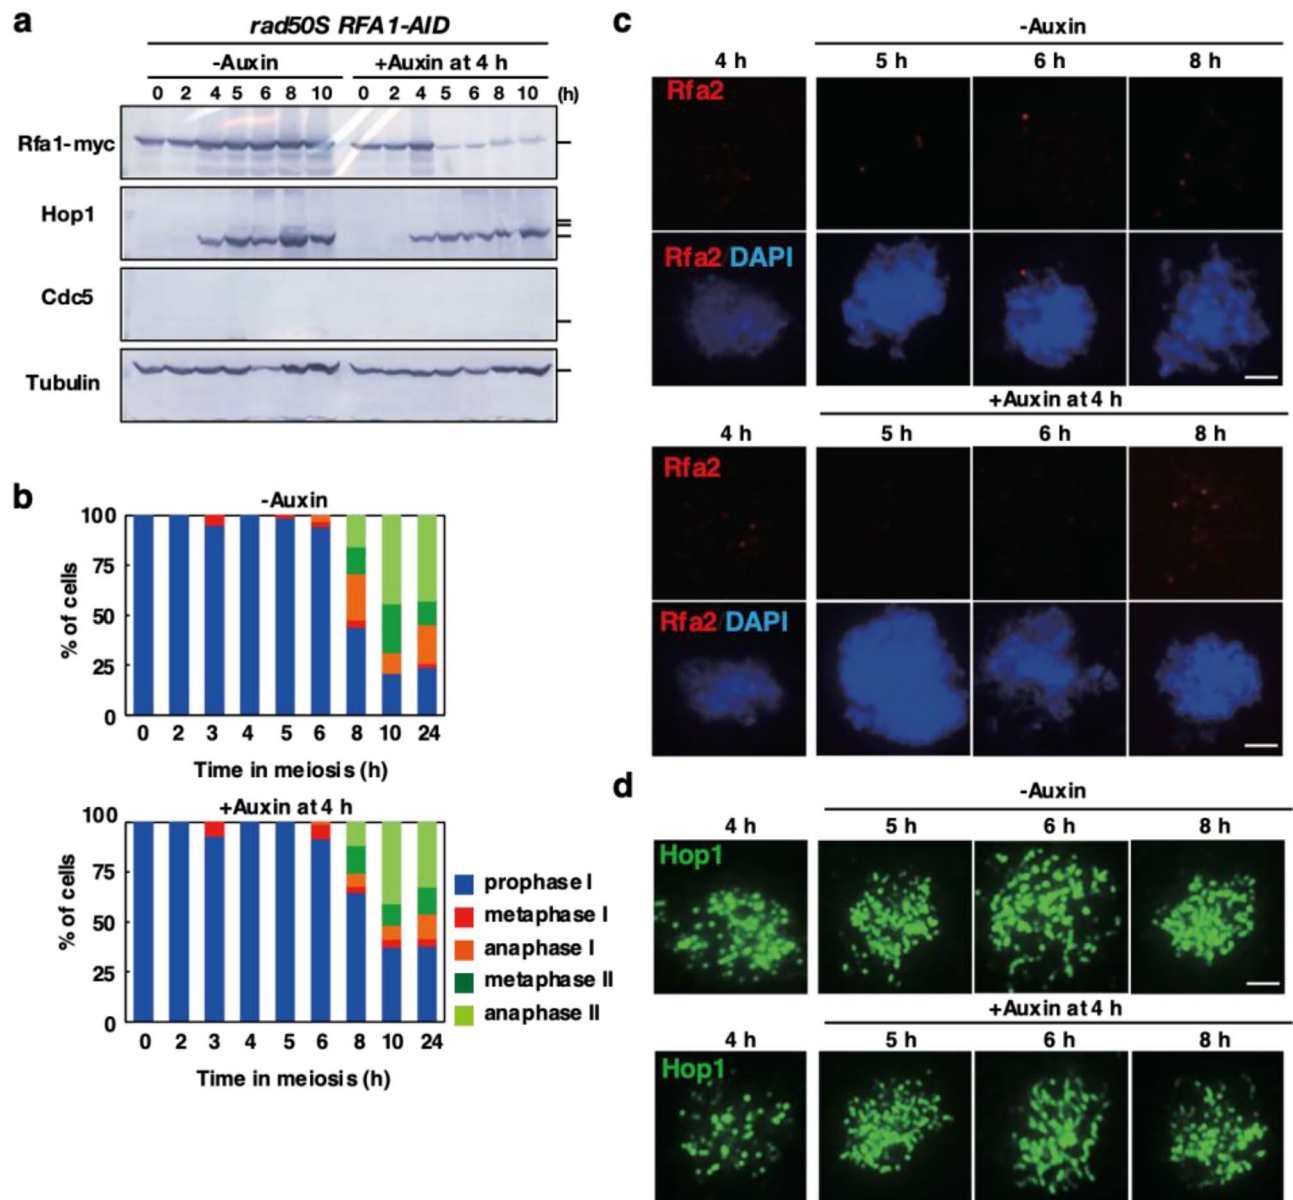 a
rad50S RFA1-AID
-Auxin +Auxin at 4 h
0 2 4 5 6 8 10 0 2 4 5 6 8 10 (h)
Rfa1-myc
Hop1
Cdc5
Tubulin
b
-Auxin
% of cells
100
75
50
25
0
0 2 3 4 5 6 8 10 24
Time in meiosis (h)
+Auxin at 4 h
% of cells
100
75
50
25
0
0 2 3 4 5 6 8 10 24
Time in meiosis (h)
prophase I
metaphase I
anaphase I
metaphase II
anaphase II
c
-Auxin
4 h 5 h 6 h 8 h
Rfa2
Rfa2 DAPI
+Auxin at 4 h
4 h 5 h 6 h 8 h
Rfa2
Rfa2 DAPI
d
-Auxin
4 h 5 h 6 h 8 h
Hop1
+Auxin at 4 h
4 h 5 h 6 h 8 h
Hop1